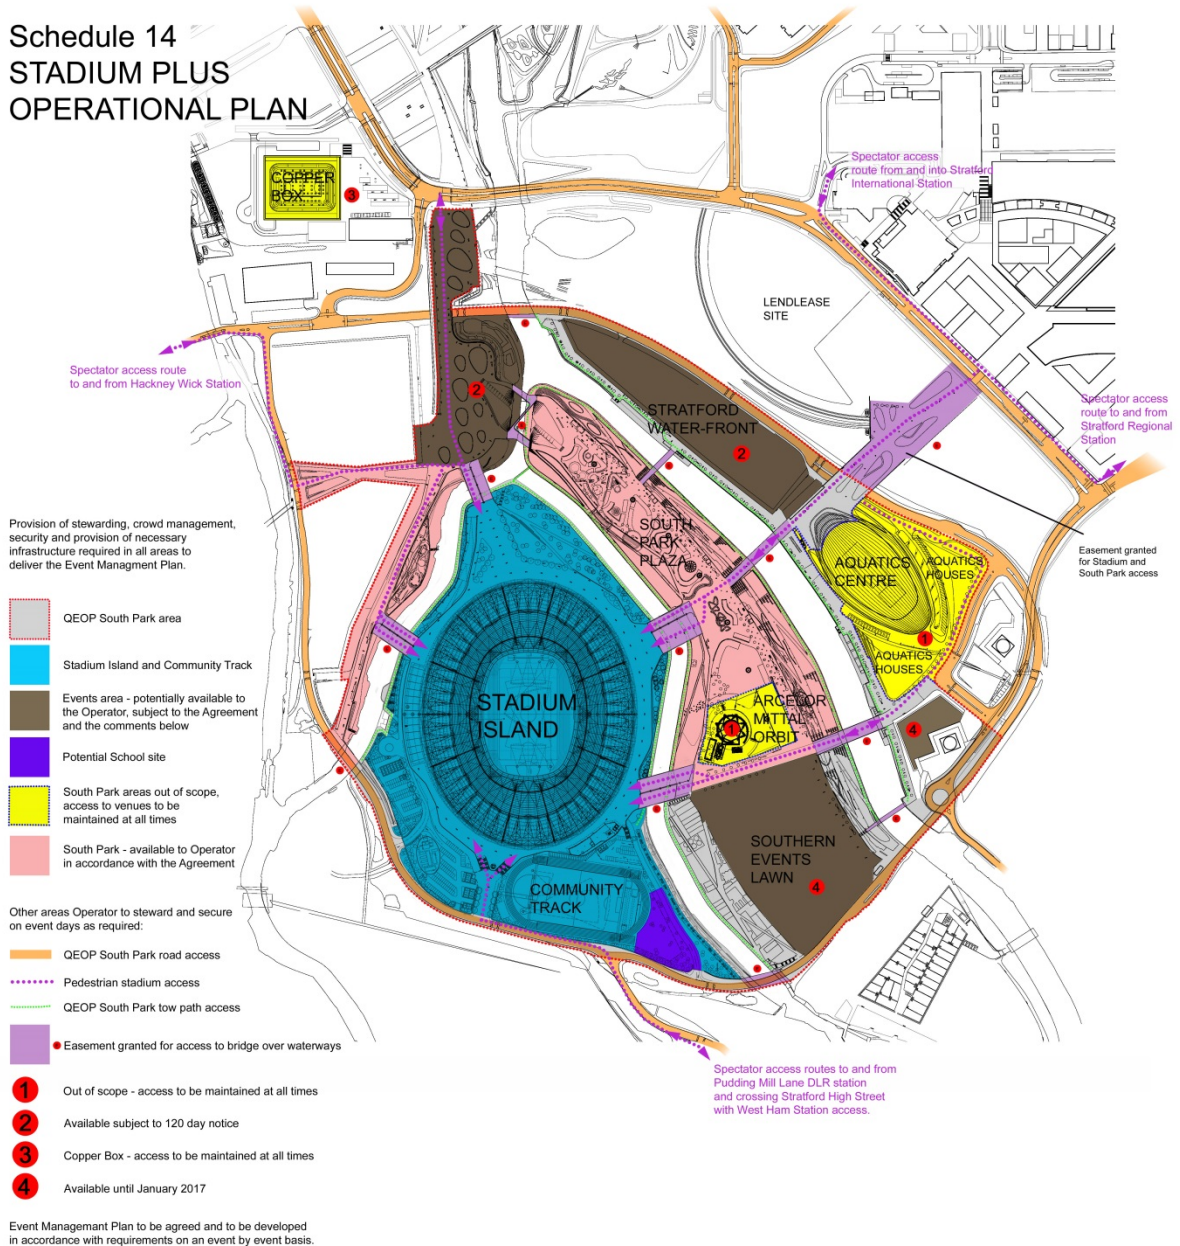 Schedule 14
STADIUM PLUS
OPERATIONAL PLAN
COPPER
BOX
3
Spectator access
route from and into Stratford
International Station
LENDLEASE
SITE
Spectator access route
to and from Hackney Wick Station
2
STRATFORD
WATER-FRONT
2
Spectator access
route to and from
Stratford Regional
Station
SOUTH
PARK
PLAZA
Easement granted
for Stadium and
South Park access
AQUATICS
CENTRE
AQUATICS
HOUSES
1
AQUATICS
HOUSES
STADIUM
ISLAND
ARCELOR
MITTAL
ORBIT
1
4
SOUTHERN
EVENTS
LAWN
4
COMMUNITY
TRACK
Spectator access routes to and from
Pudding Mill Lane DLR station
and crossing Stratford High Street
with West Ham Station access.
Provision of stewarding, crowd management,
security and provision of necessary
infrastructure required in all areas to
deliver the Event Managment Plan.
QEOP South Park area
Stadium Island and Community Track
Events area - potentially available to
the Operator, subject to the Agreement
and the comments below
Potential School site
South Park areas out of scope,
access to venues to be
maintained at all times
South Park - available to Operator
in accordance with the Agreement
Other areas Operator to steward and secure
on event days as required:
QEOP South Park road access
Pedestrian stadium access
QEOP South Park tow path access
Easement granted for access to bridge over waterways
1 Out of scope - access to be maintained at all times
2 Available subject to 120 day notice
3 Copper Box - access to be maintained at all times
4 Available until January 2017
Event Managemant Plan to be agreed and to be developed
in accordance with requirements on an event by event basis.